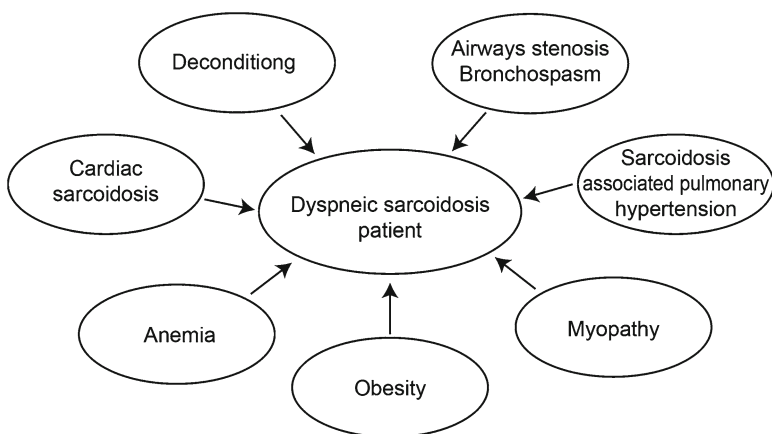 Deconditiong
Airways stenosis
Bronchospasm
Cardiac
sarcoidosis
Sarcoidosis
associated pulmonary
hypertension
Dyspneic sarcoidosis
patient
Anemia
Myopathy
Obesity